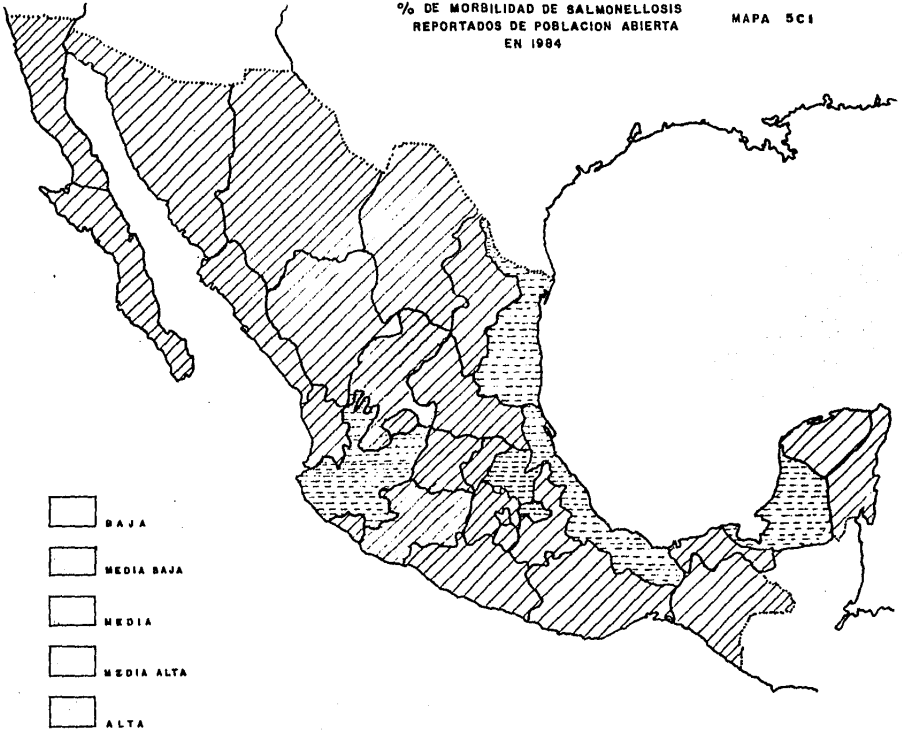 % DE MORBILIDAD DE SALMONELLOSIS
REPORTADOS DE POBLACION ABIERTA
EN 1984
MAPA 5C1
BAJA
MEDIA BAJA
MEDIA
MEDIA ALTA
ALTA